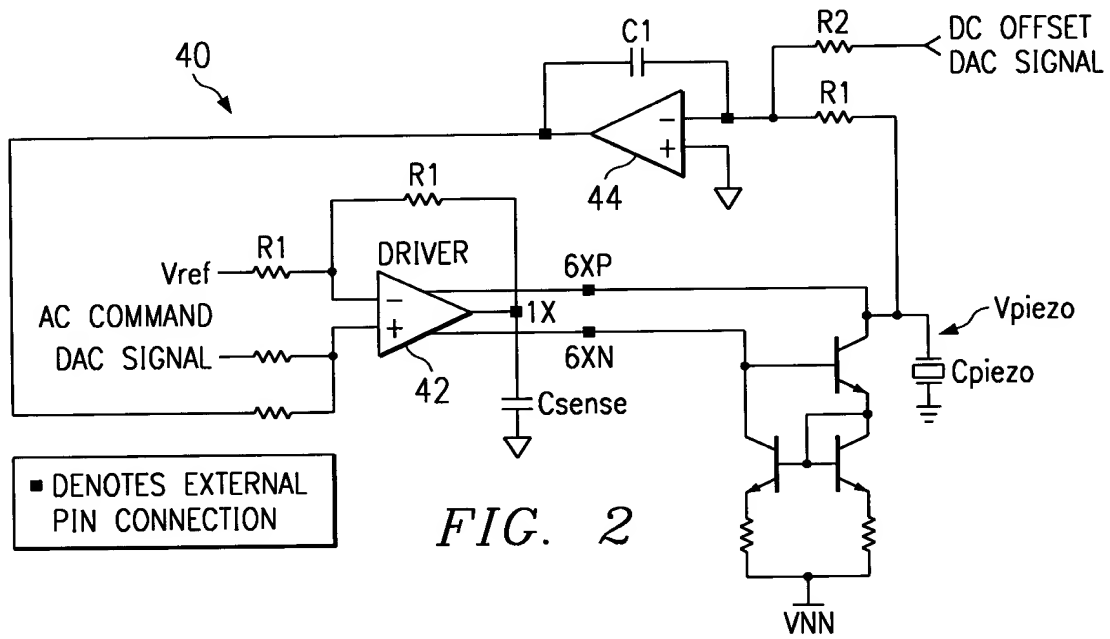 C1
R2
DC OFFSET
DAC SIGNAL
40
R1
−
+
44
R1
R1
DRIVER
Vref
6XP
−
1X
Vpiezo
AC COMMAND
+
DAC SIGNAL
6XN
42
Csense
Cpiezo
■ DENOTES EXTERNAL
PIN CONNECTION
FIG. 2
VNN